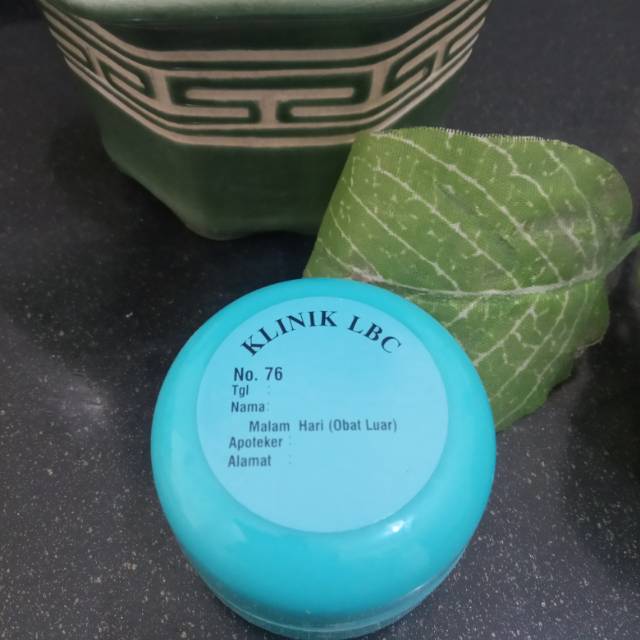 KLINIK LBC
No. 76
Tgl :
Nama:
Malam Hari (Obat Luar)
Apoteker :
Alamat :